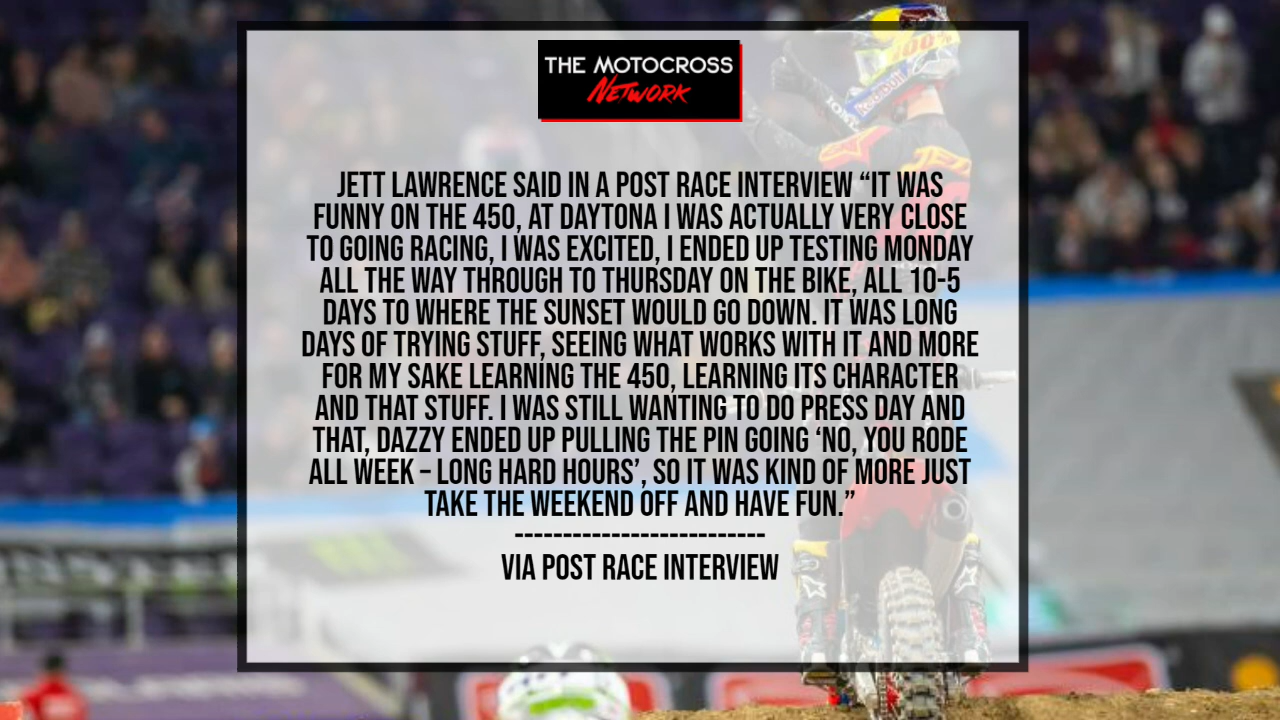 THE MOTOCROSS
NETWORK
100%
Red Bull
JETT LAWRENCE SAID IN A POST RACE INTERVIEW “IT WAS
FUNNY ON THE 450, AT DAYTONA I WAS ACTUALLY VERY CLOSE
TO GOING RACING, I WAS EXCITED, I ENDED UP TESTING MONDAY
ALL THE WAY THROUGH TO THURSDAY ON THE BIKE, ALL 10-5
DAYS TO WHERE THE SUNSET WOULD GO DOWN. IT WAS LONG
DAYS OF TRYING STUFF, SEEING WHAT WORKS WITH IT AND MORE
FOR MY SAKE LEARNING THE 450, LEARNING ITS CHARACTER
AND THAT STUFF. I WAS STILL WANTING TO DO PRESS DAY AND
THAT, DAZZY ENDED UP PULLING THE PIN GOING ‘NO, YOU RODE
ALL WEEK – LONG HARD HOURS’, SO IT WAS KIND OF MORE JUST
TAKE THE WEEKEND OFF AND HAVE FUN.”
--------------------------
VIA POST RACE INTERVIEW